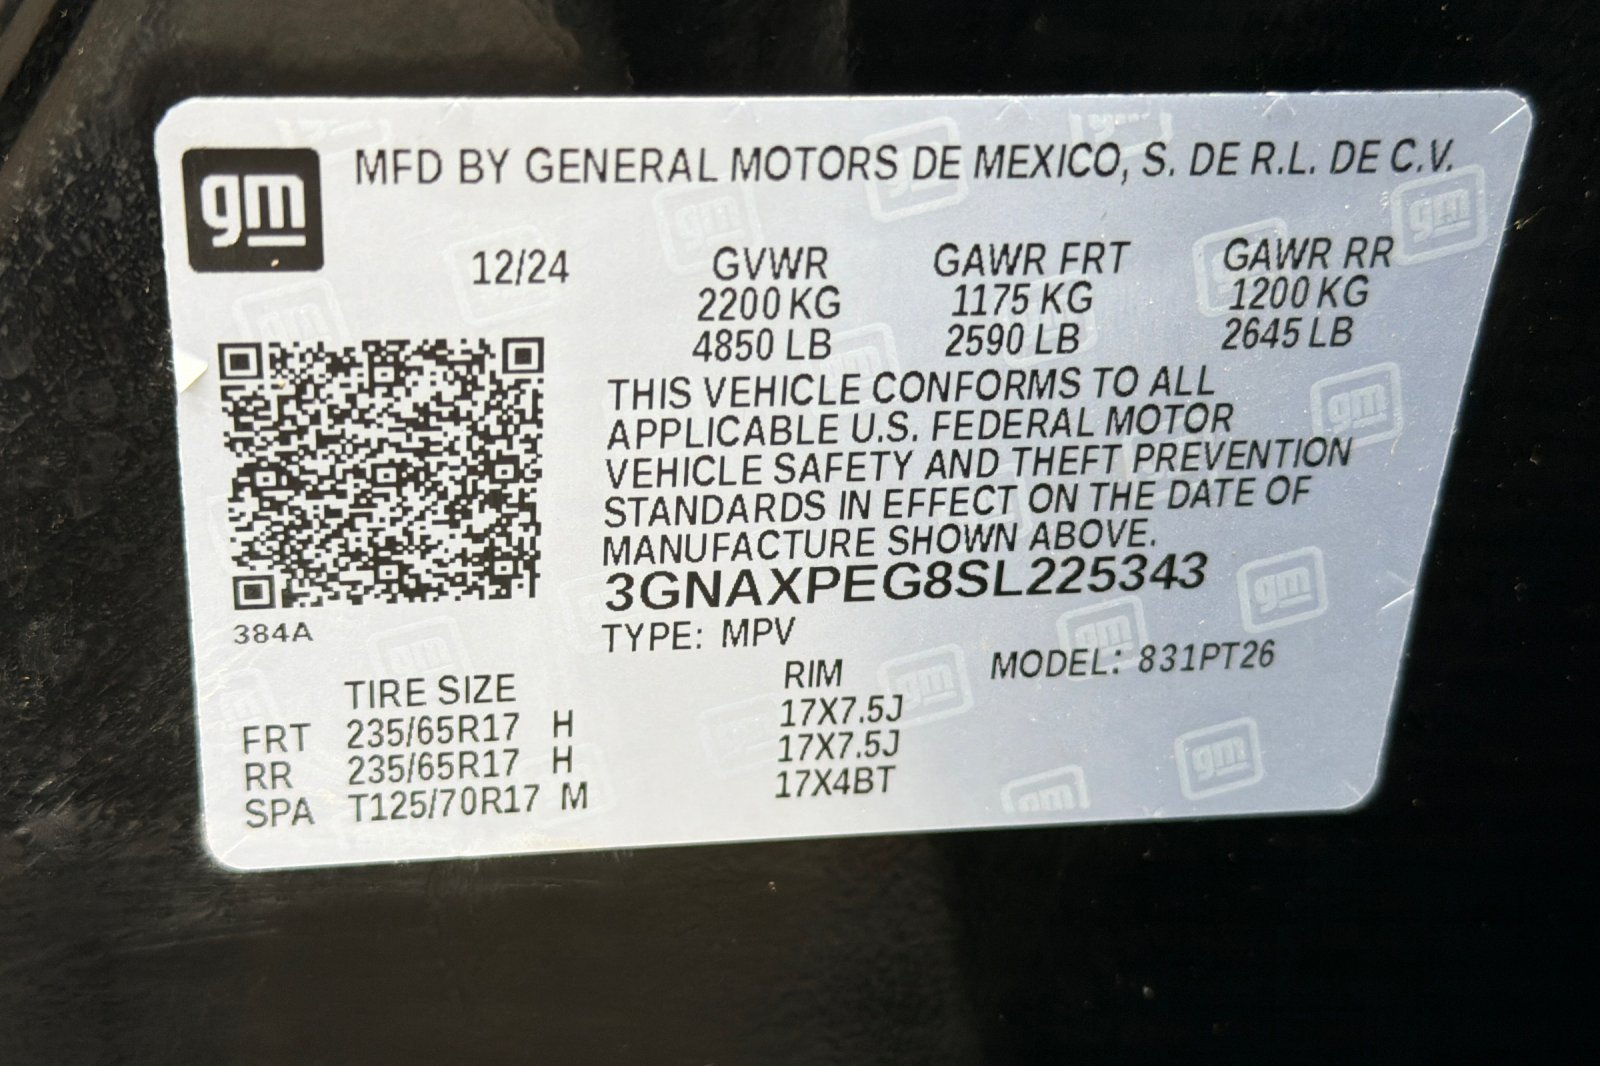 gm MFD BY GENERAL MOTORS DE MEXICO, S. DE R.L. DE C.V.
12/24 GVWR GAWR FRT GAWR RR
2200 KG 1175 KG 1200 KG
4850 LB 2590 LB 2645 LB
THIS VEHICLE CONFORMS TO ALL
APPLICABLE U.S. FEDERAL MOTOR
VEHICLE SAFETY AND THEFT PREVENTION
STANDARDS IN EFFECT ON THE DATE OF
MANUFACTURE SHOWN ABOVE.
3GNAXPEG8SL225343
384A
TYPE: MPV MODEL: 831PT26
TIRE SIZE RIM
FRT 235/65R17 H 17X7.5J
RR 235/65R17 H 17X7.5J
SPA T125/70R17 M 17X4BT